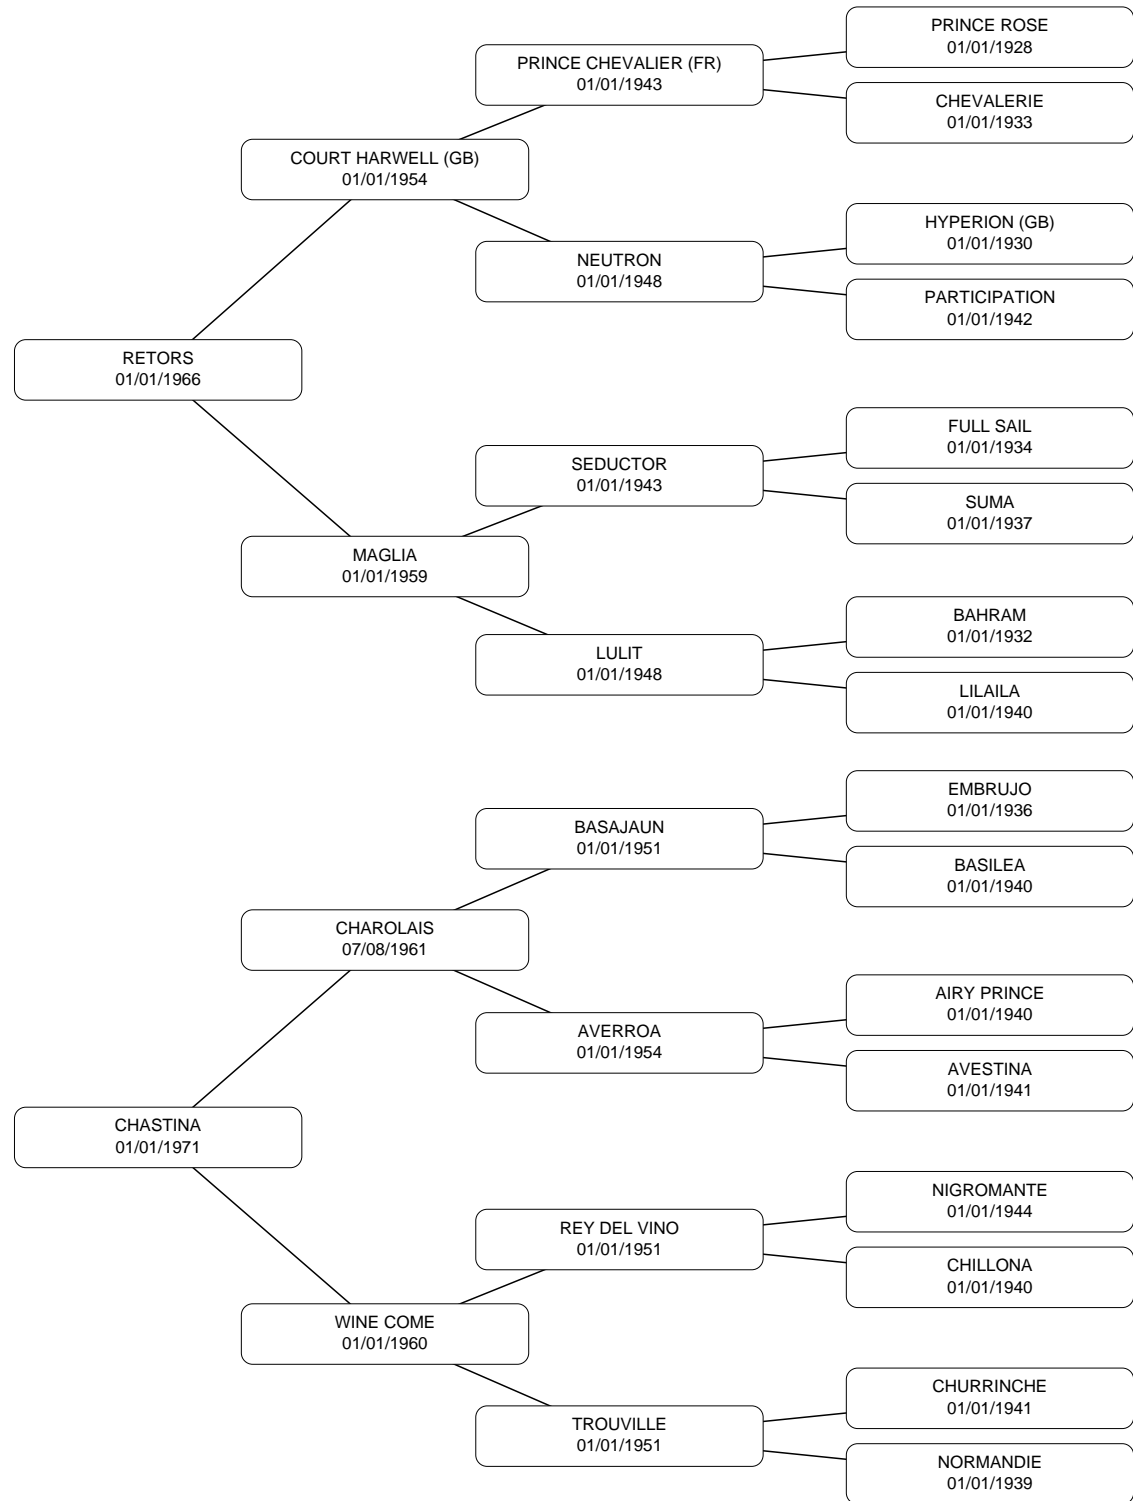 PRINCE ROSE
01/01/1928
PRINCE CHEVALIER (FR)
01/01/1943
CHEVALERIE
01/01/1933
COURT HARWELL (GB)
01/01/1954
HYPERION (GB)
01/01/1930
NEUTRON
01/01/1948
PARTICIPATION
01/01/1942
RETORS
01/01/1966
FULL SAIL
01/01/1934
SEDUCTOR
01/01/1943
SUMA
01/01/1937
MAGLIA
01/01/1959
BAHRAM
01/01/1932
LULIT
01/01/1948
LILAILA
01/01/1940
EMBRUJO
01/01/1936
BASAJAUN
01/01/1951
BASILEA
01/01/1940
CHAROLAIS
07/08/1961
AIRY PRINCE
01/01/1940
AVERROA
01/01/1954
AVESTINA
01/01/1941
CHASTINA
01/01/1971
NIGROMANTE
01/01/1944
REY DEL VINO
01/01/1951
CHILLONA
01/01/1940
WINE COME
01/01/1960
CHURRINCHE
01/01/1941
TROUVILLE
01/01/1951
NORMANDIE
01/01/1939